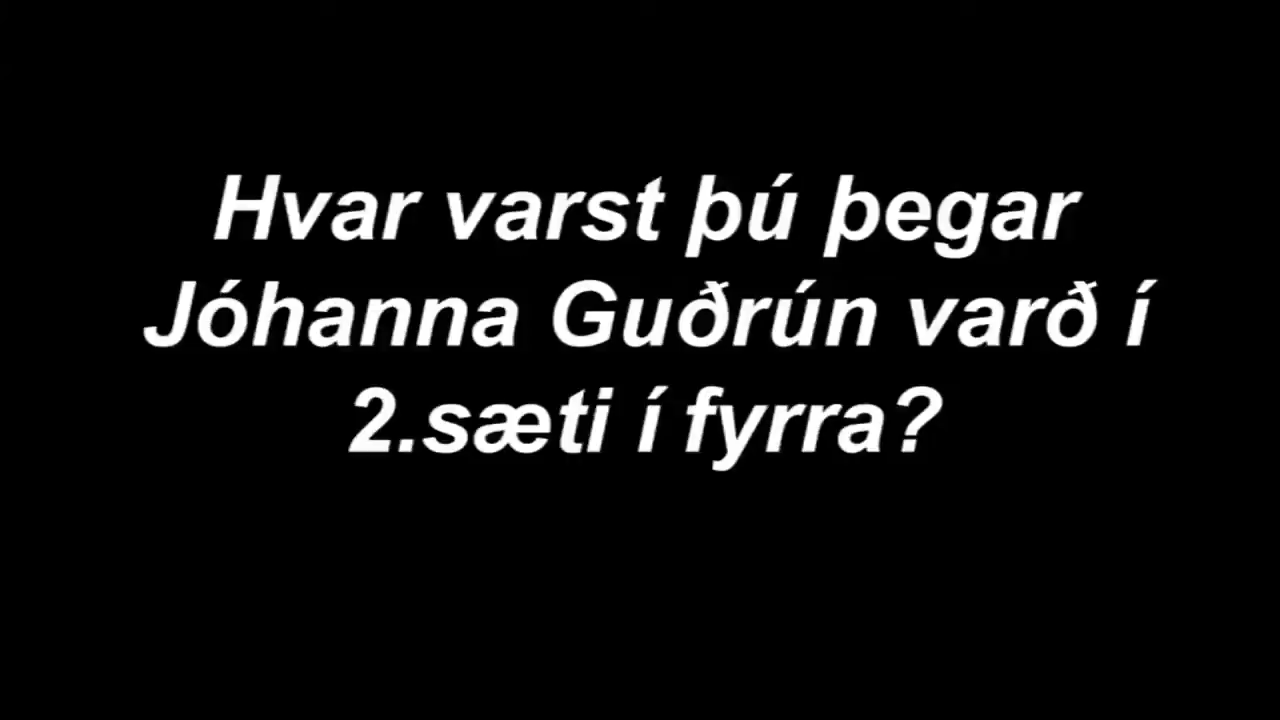 Hvar varst þú þegar
Jóhanna Guðrún varð í
2.sæti í fyrra?